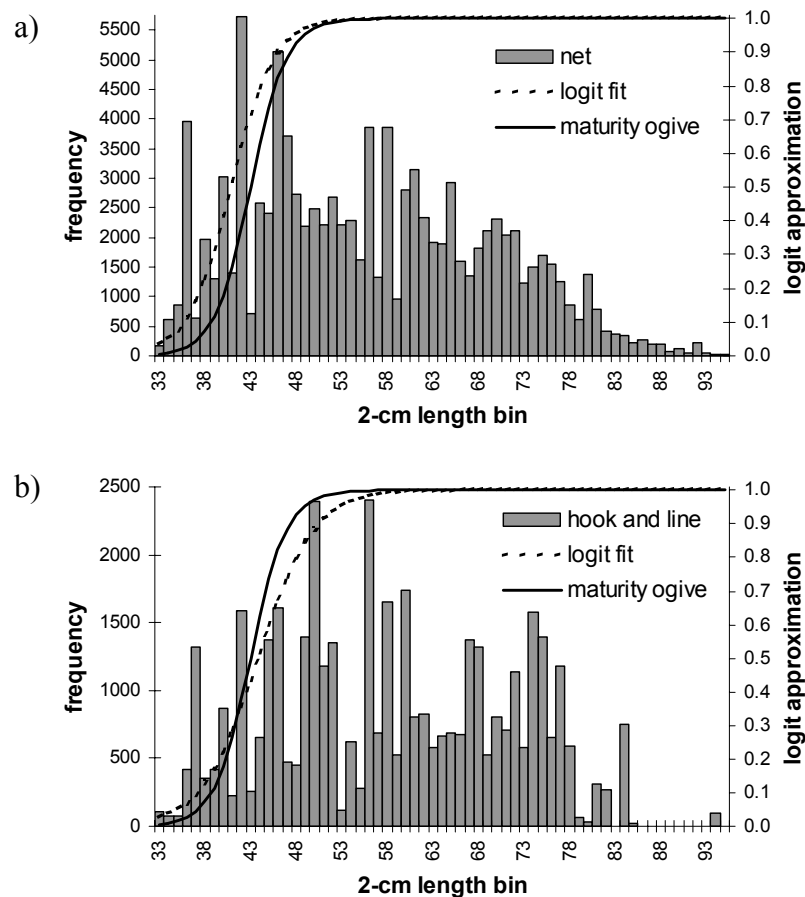 a)
5500
5000
4500
4000
3500
3000
2500
2000
1500
1000
500
0
frequency
1.0
0.9
0.8
0.7
0.6
0.5
0.4
0.3
0.2
0.1
0.0
logit approximation
net
logit fit
maturity ogive
33 38 43 48 53 58 63 68 73 78 83 88 93
2-cm length bin
b)
2500
2000
1500
1000
500
0
frequency
1.0
0.9
0.8
0.7
0.6
0.5
0.4
0.3
0.2
0.1
0.0
logit approximation
hook and line
logit fit
maturity ogive
33 38 43 48 53 58 63 68 73 78 83 88 93
2-cm length bin